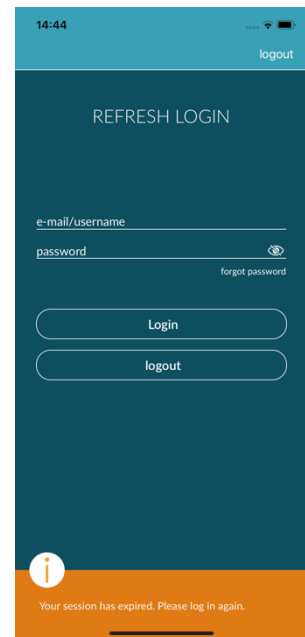 14:44
logout
REFRESH LOGIN
e-mail/username
password
forgot password
Login
logout
i
Your session has expired. Please log in again.